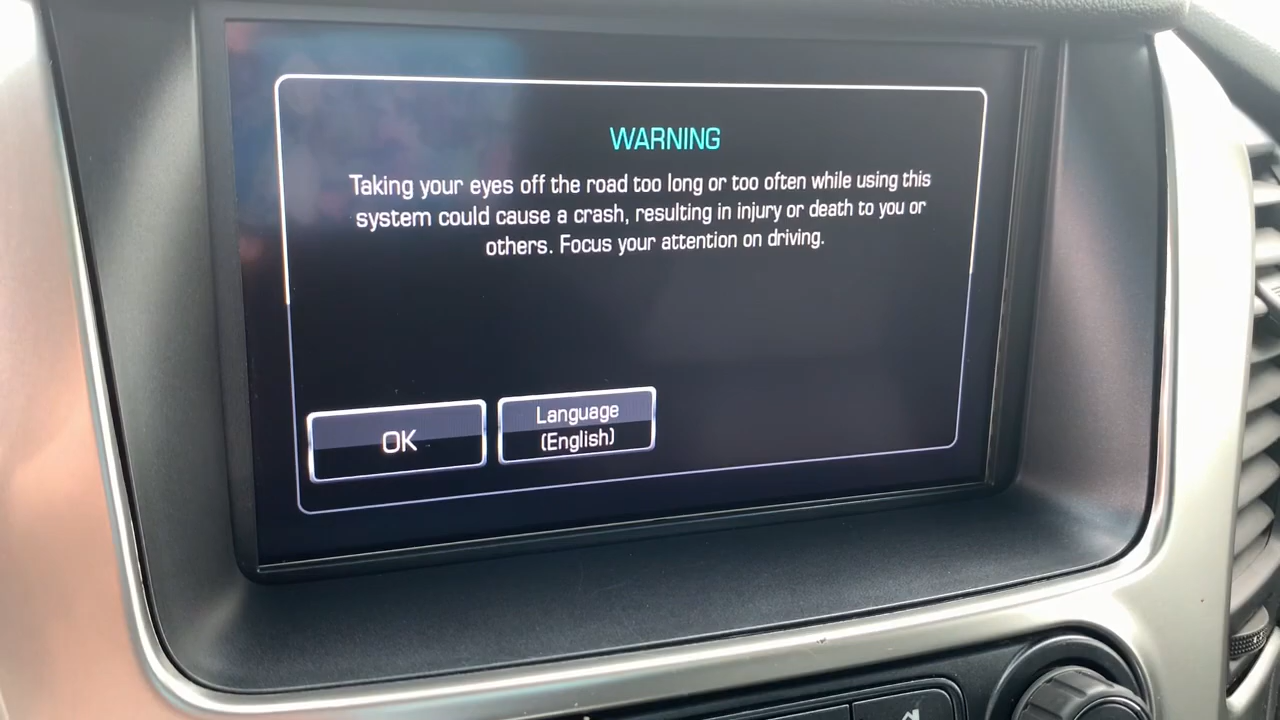 WARNING
Taking your eyes off the road too long or too often while using this
system could cause a crash, resulting in injury or death to you or
others. Focus your attention on driving.
OK
Language
(English)